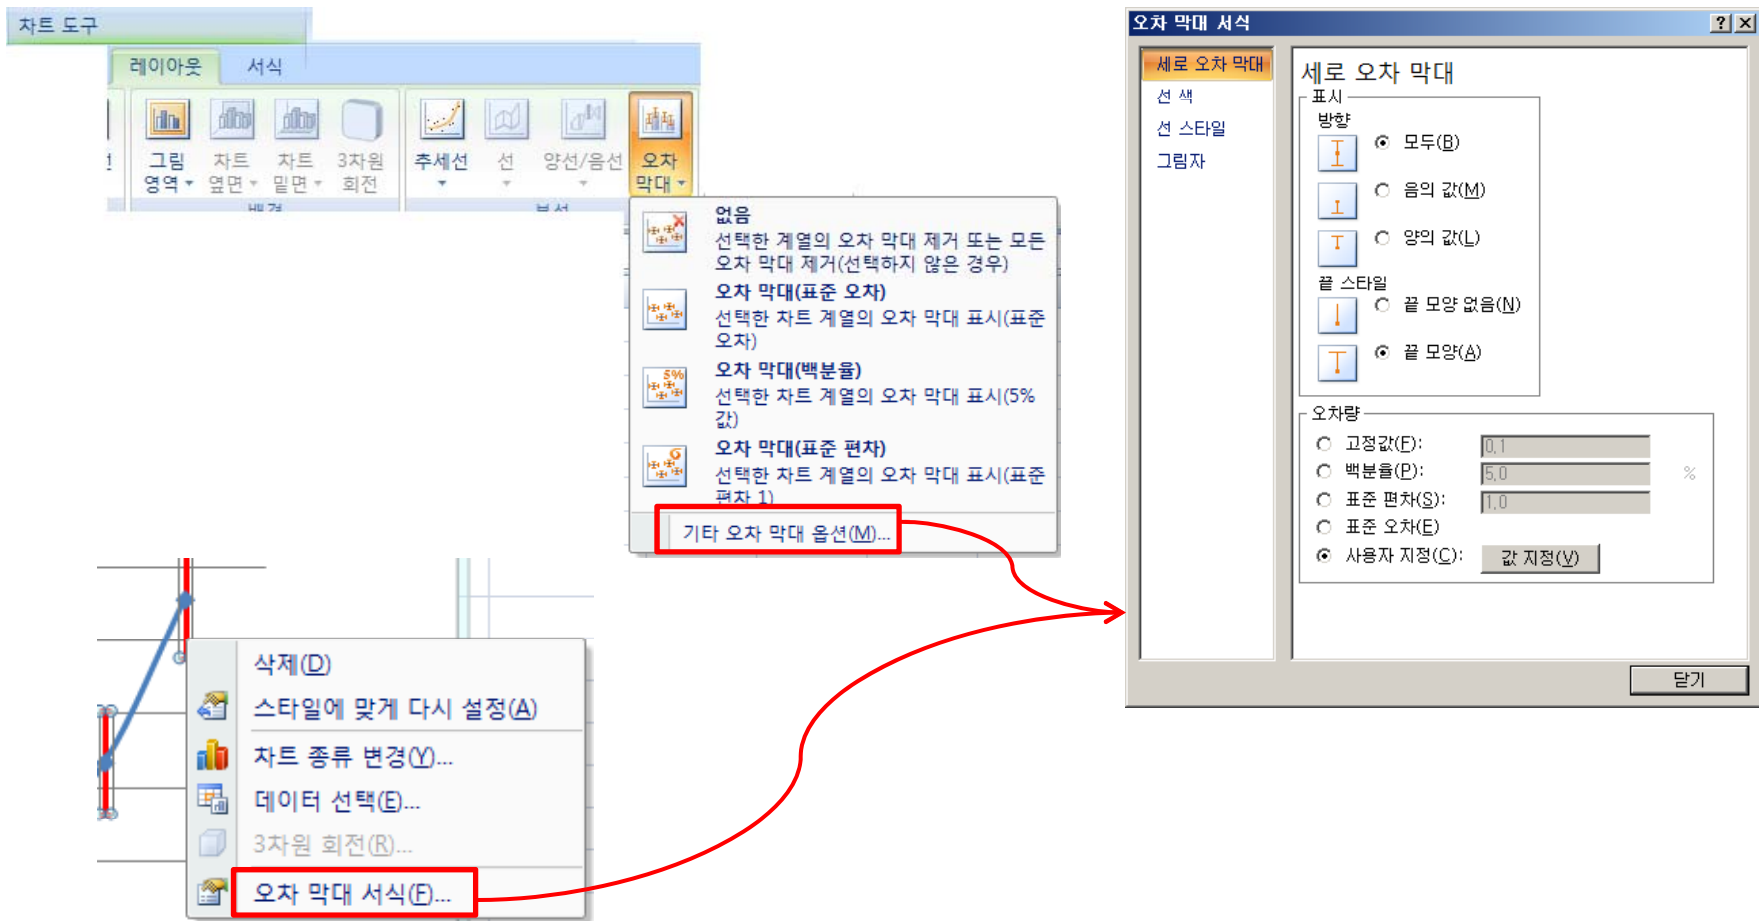 차트 도구
레이아웃
서식
그림
영역
차트
옆면
차트
밑면
3차원
회전
추세선
선
양선/음선
오차
막대
없음
선택한 계열의 오차 막대 제거 또는 모든
오차 막대 제거(선택하지 않은 경우)
오차 막대(표준 오차)
선택한 차트 계열의 오차 막대 표시(표준
오차)
5%
오차 막대(백분율)
선택한 차트 계열의 오차 막대 표시(5%
값)
오차 막대(표준 편차)
선택한 차트 계열의 오차 막대 표시(표준
편차 1)
기타 오차 막대 옵션(M)...
삭제(D)
스타일에 맞게 다시 설정(A)
차트 종류 변경(Y)...
데이터 선택(E)...
3차원 회전(R)...
오차 막대 서식(F)...
오차 막대 서식
세로 오차 막대
선 색
선 스타일
그림자
세로 오차 막대
표시
방향
모두(B)
음의 값(M)
양의 값(L)
끝 스타일
끝 모양 없음(N)
끝 모양(A)
오차량
고정값(F): 0,1
백분율(P): 5,0 %
표준 편차(S): 1,0
표준 오차(E)
사용자 지정(C): 값 지정(V)
닫기